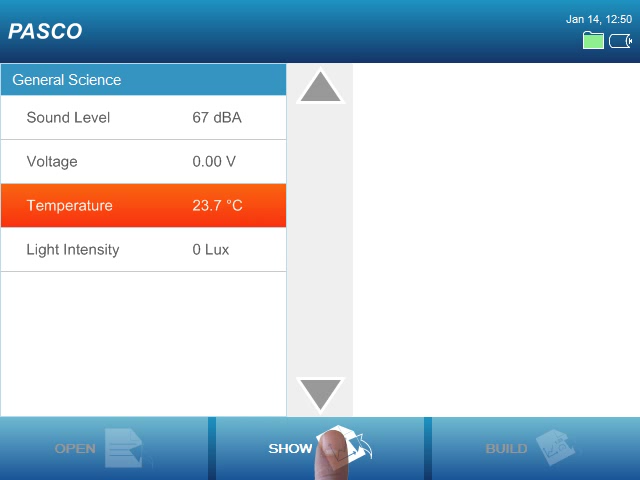 PASCO
Jan 14, 12:50
General Science
Sound Level 67 dBA
Voltage 0.00 V
Temperature 23.7 °C
Light Intensity 0 Lux
OPEN SHOW BUILD